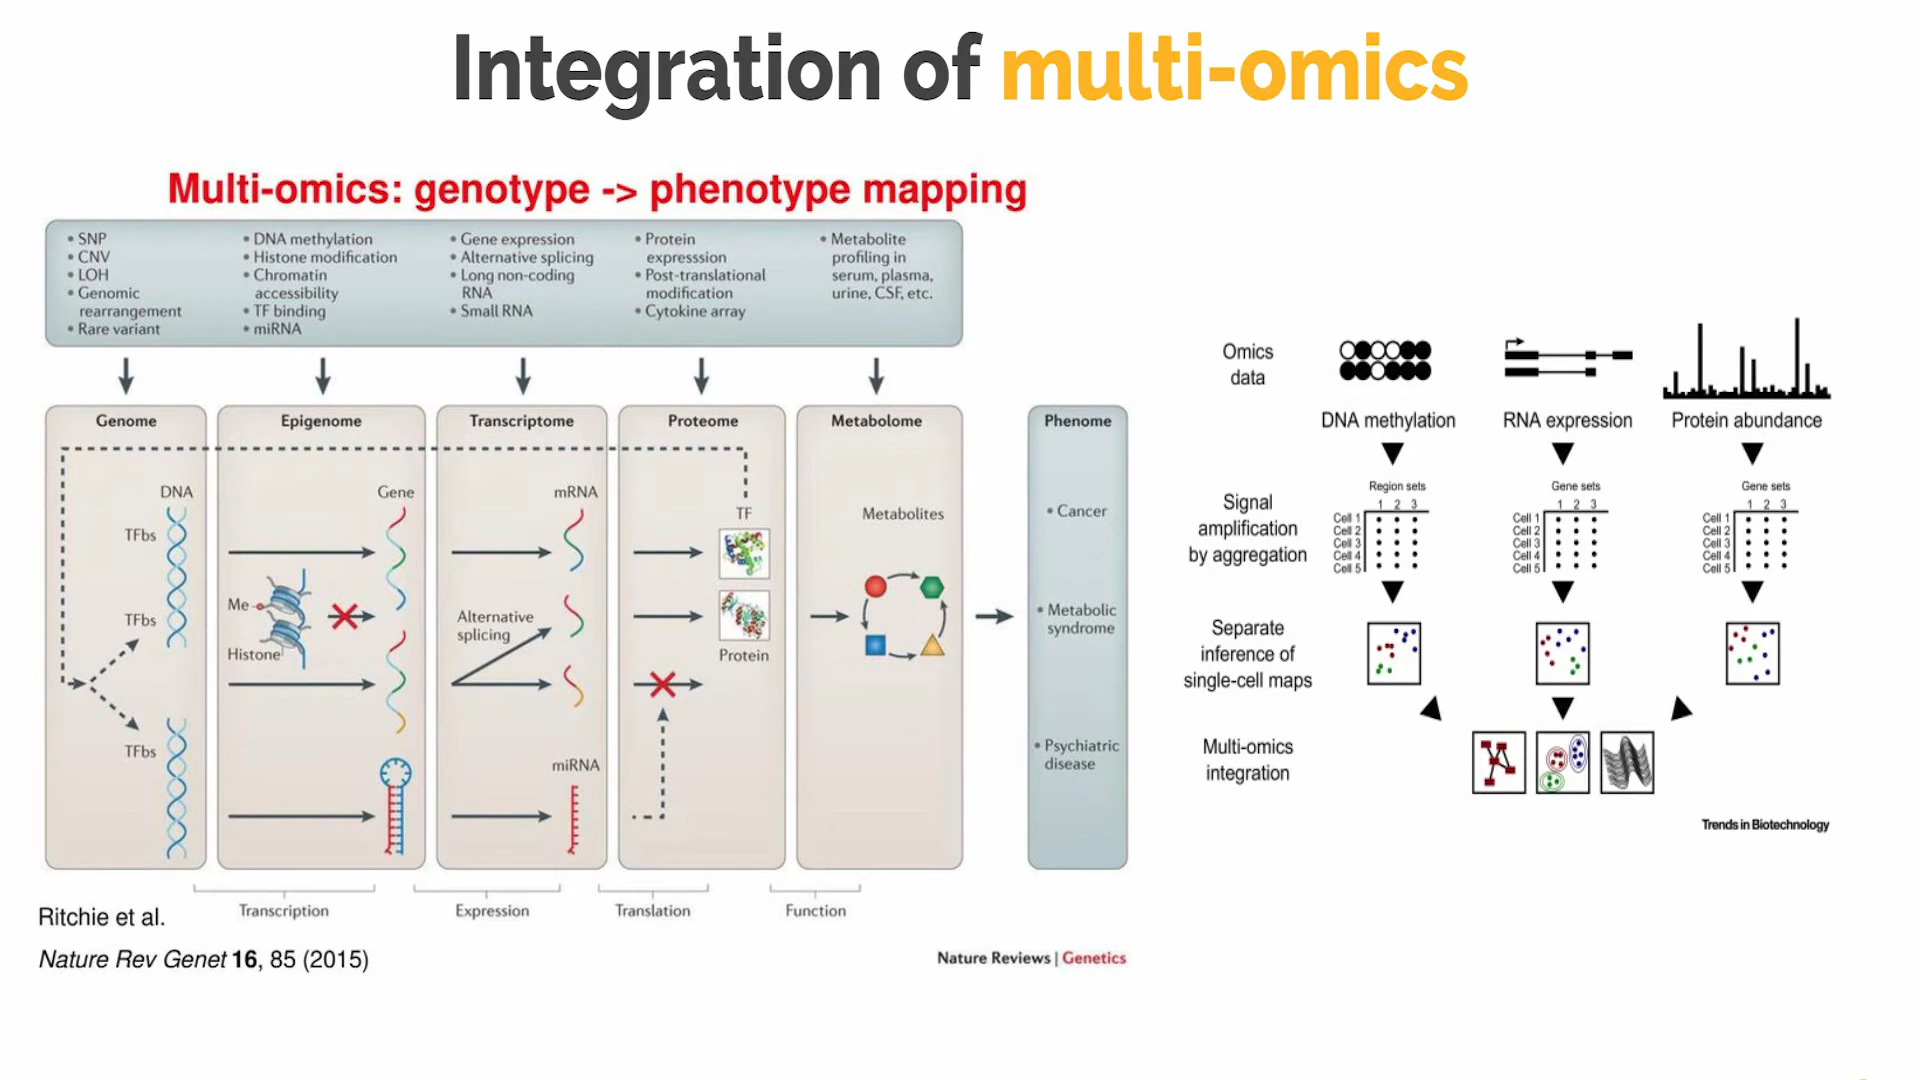 Integration of multi-omics
Multi-omics: genotype -> phenotype mapping
• SNP
• CNV
• LOH
• Genomic
rearrangement
• Rare variant
• DNA methylation
• Histone modification
• Chromatin
accessibility
• TF binding
• miRNA
• Gene expression
• Alternative splicing
• Long non-coding
RNA
• Small RNA
• Protein
expresssion
• Post-translational
modification
• Cytokine array
• Metabolite
profiling in
serum, plasma,
urine, CSF, etc.
Genome
DNA
TFbs
TFbs
TFbs
Epigenome
Gene
Me
Histone
Transcriptome
mRNA
Alternative
splicing
miRNA
Proteome
TF
Protein
Metabolome
Metabolites
Phenome
• Cancer
• Metabolic
syndrome
• Psychiatric
disease
Transcription
Expression
Translation
Function
Ritchie et al.
Nature Rev Genet 16, 85 (2015)
Nature Reviews | Genetics
Omics
data
DNA methylation
RNA expression
Protein abundance
Signal
amplification
by aggregation
Region sets
1 2 3
Cell 1
Cell 2
Cell 3
Cell 4
Cell 5
Gene sets
1 2 3
Cell 1
Cell 2
Cell 3
Cell 4
Cell 5
Gene sets
1 2 3
Cell 1
Cell 2
Cell 3
Cell 4
Cell 5
Separate
inference of
single-cell maps
Multi-omics
integration
Trends in Biotechnology